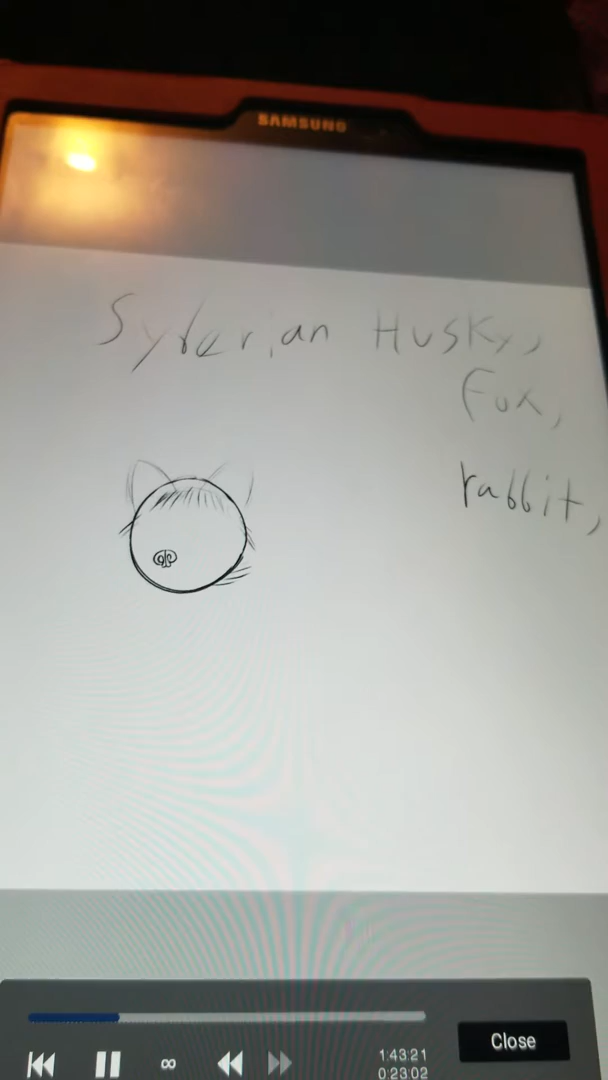 SAMSUNG
Syberian Husky,
Fox,
rabbit,
Close
1:43:21
0:23:02